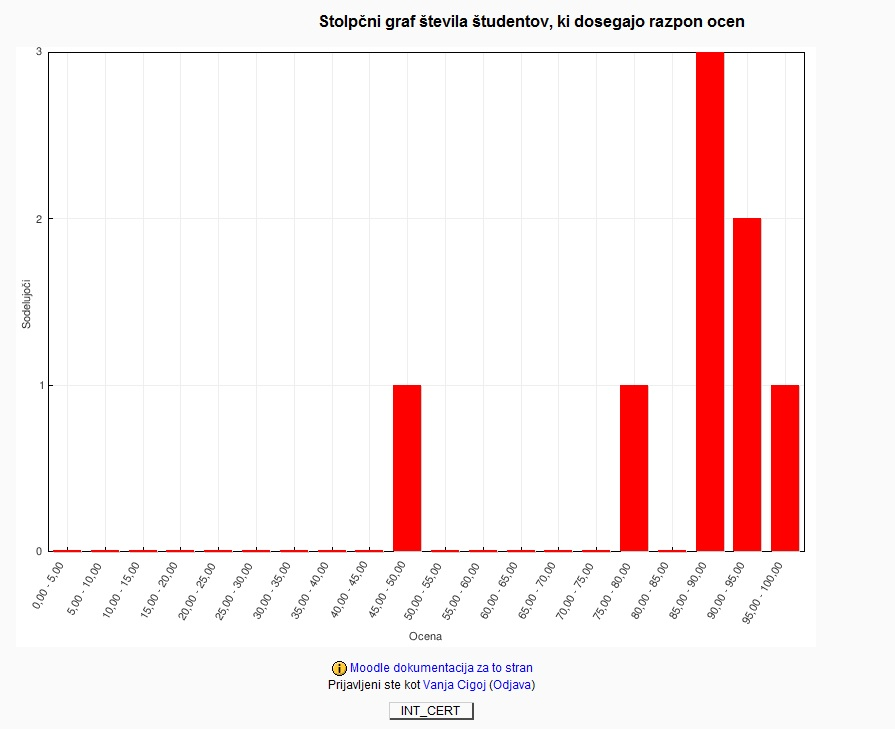 Stolpčni graf števila študentov, ki dosegajo razpon ocen
3
2
1
0
Sodelujoči
0,00 - 5,00
5,00 - 10,00
10,00 - 15,00
15,00 - 20,00
20,00 - 25,00
25,00 - 30,00
30,00 - 35,00
35,00 - 40,00
40,00 - 45,00
45,00 - 50,00
50,00 - 55,00
55,00 - 60,00
60,00 - 65,00
65,00 - 70,00
70,00 - 75,00
75,00 - 80,00
80,00 - 85,00
85,00 - 90,00
90,00 - 95,00
95,00 - 100,00
Ocena
Moodle dokumentacija za to stran
Prijavljeni ste kot Vanja Cigoj (Odjava)
INT_CERT